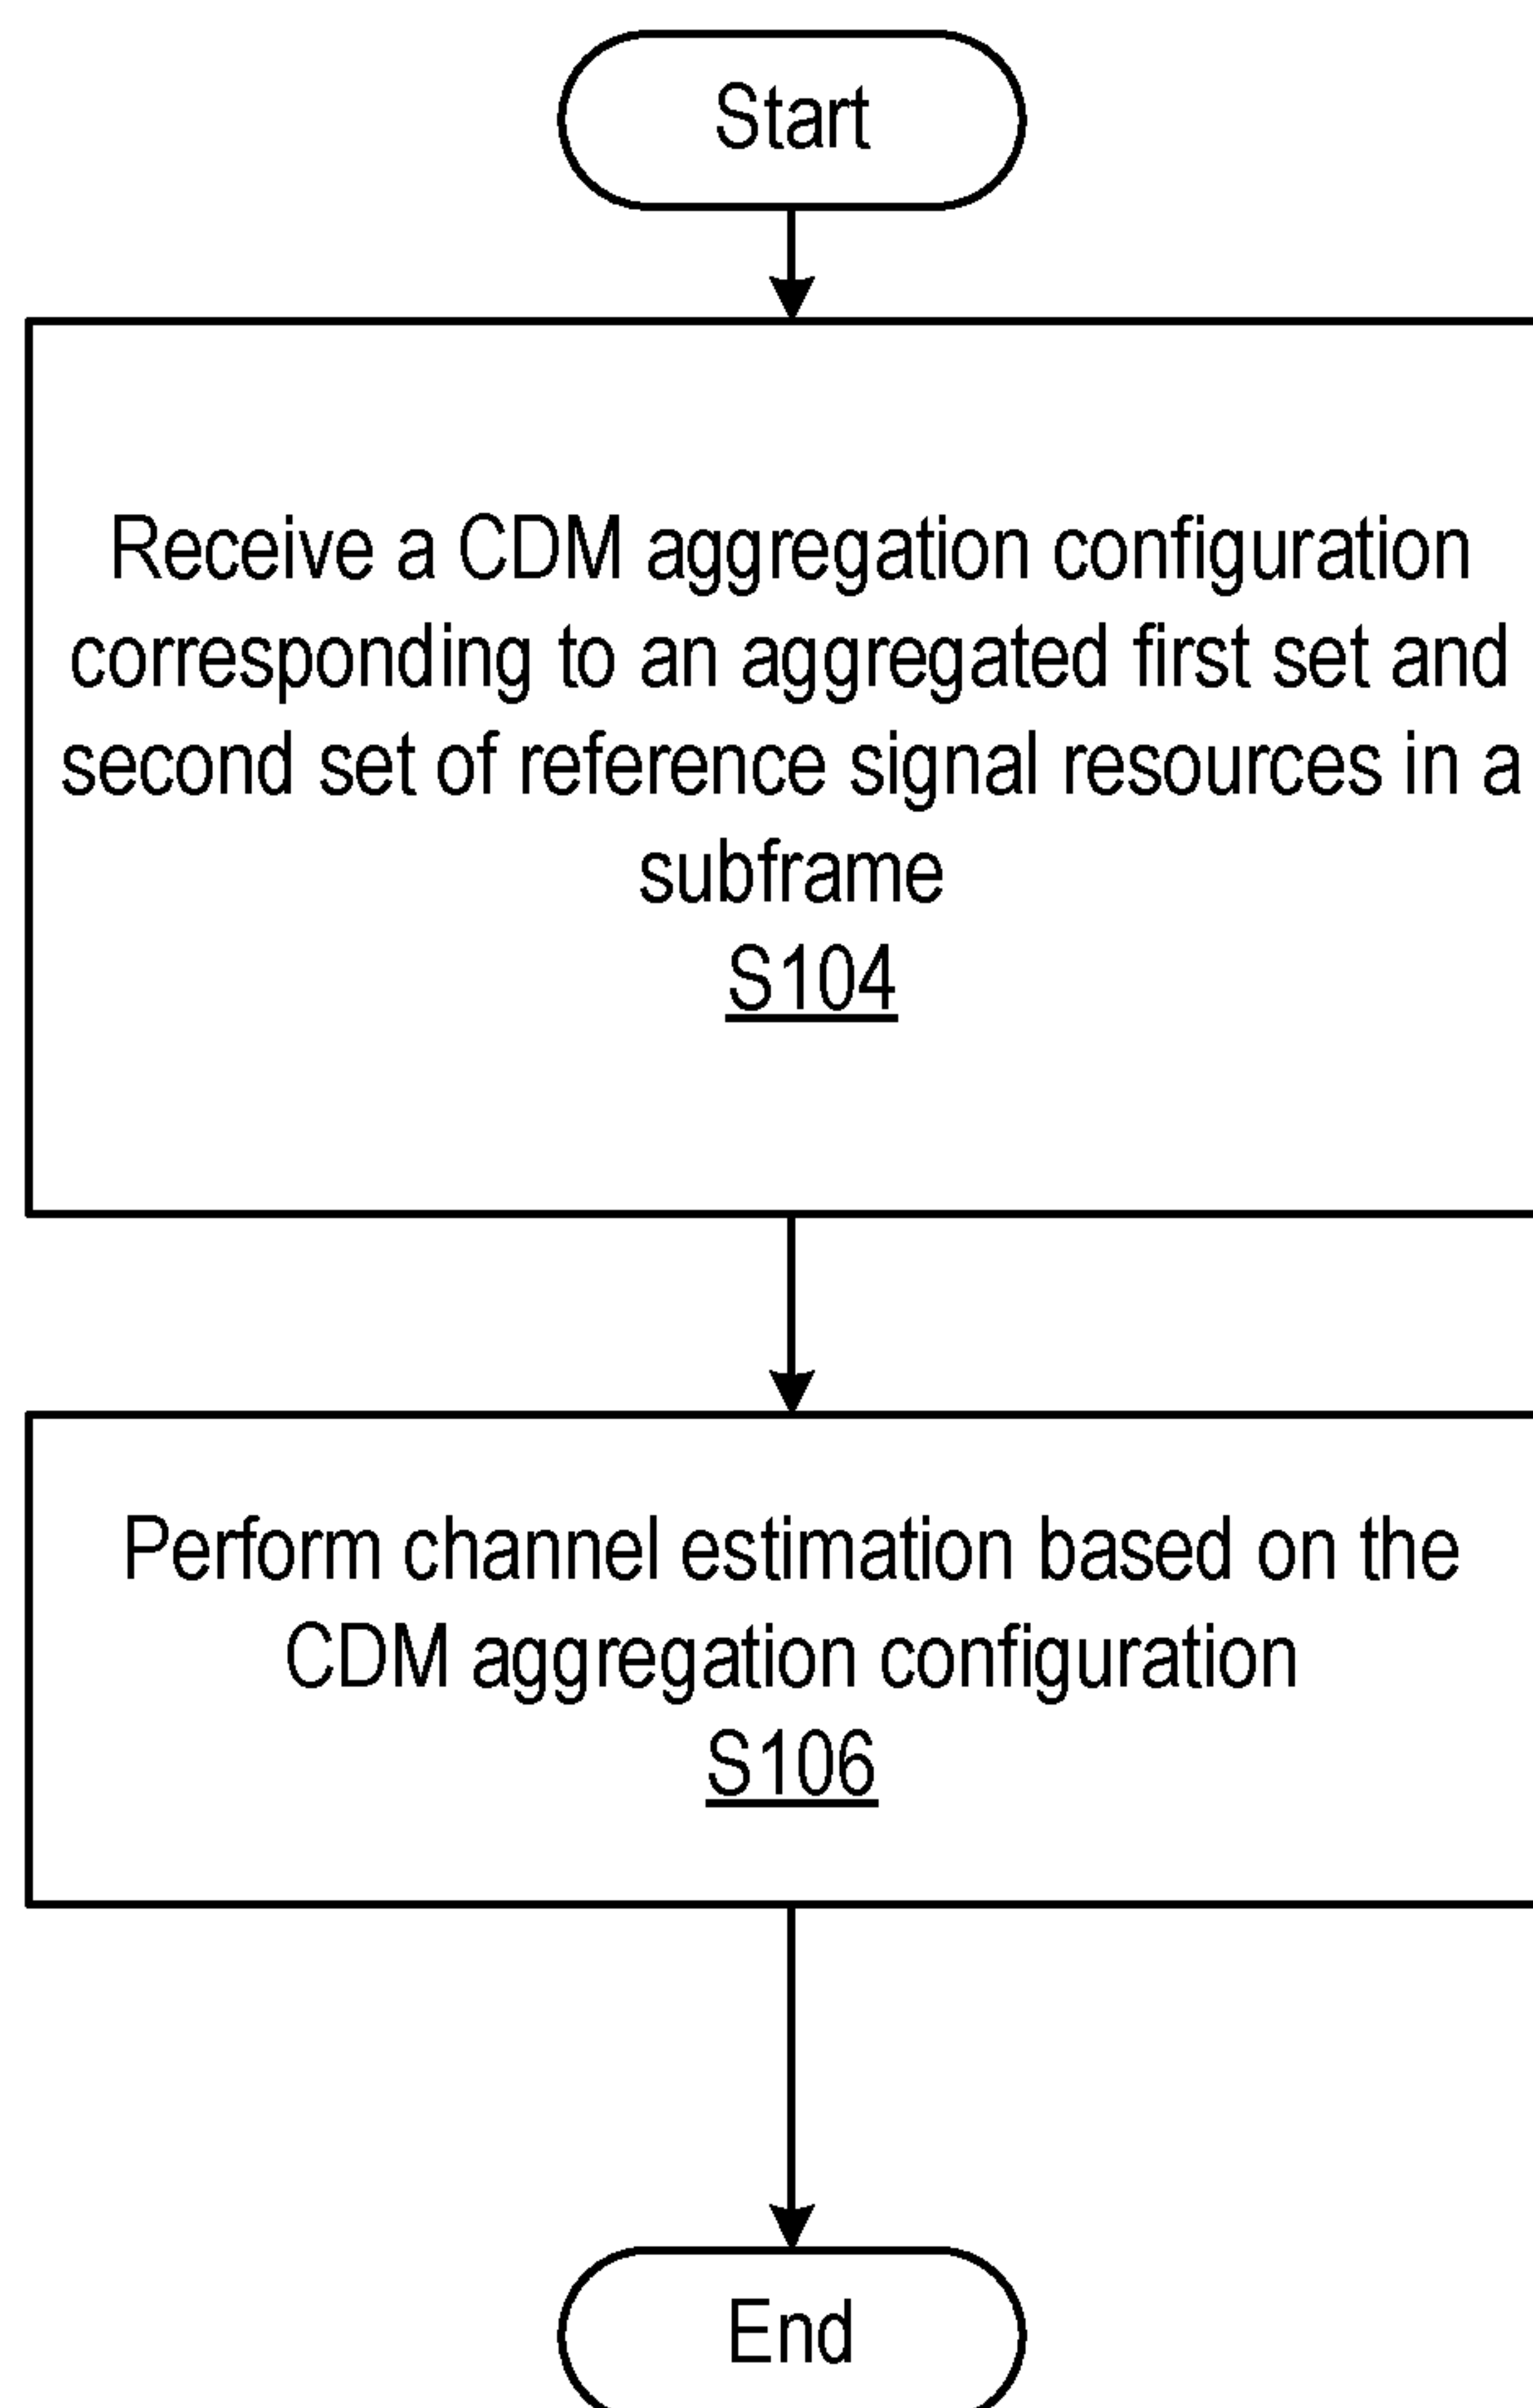 Start
Receive a CDM aggregation configuration
corresponding to an aggregated first set and
second set of reference signal resources in a
subframe
S104
Perform channel estimation based on the
CDM aggregation configuration
S106
End